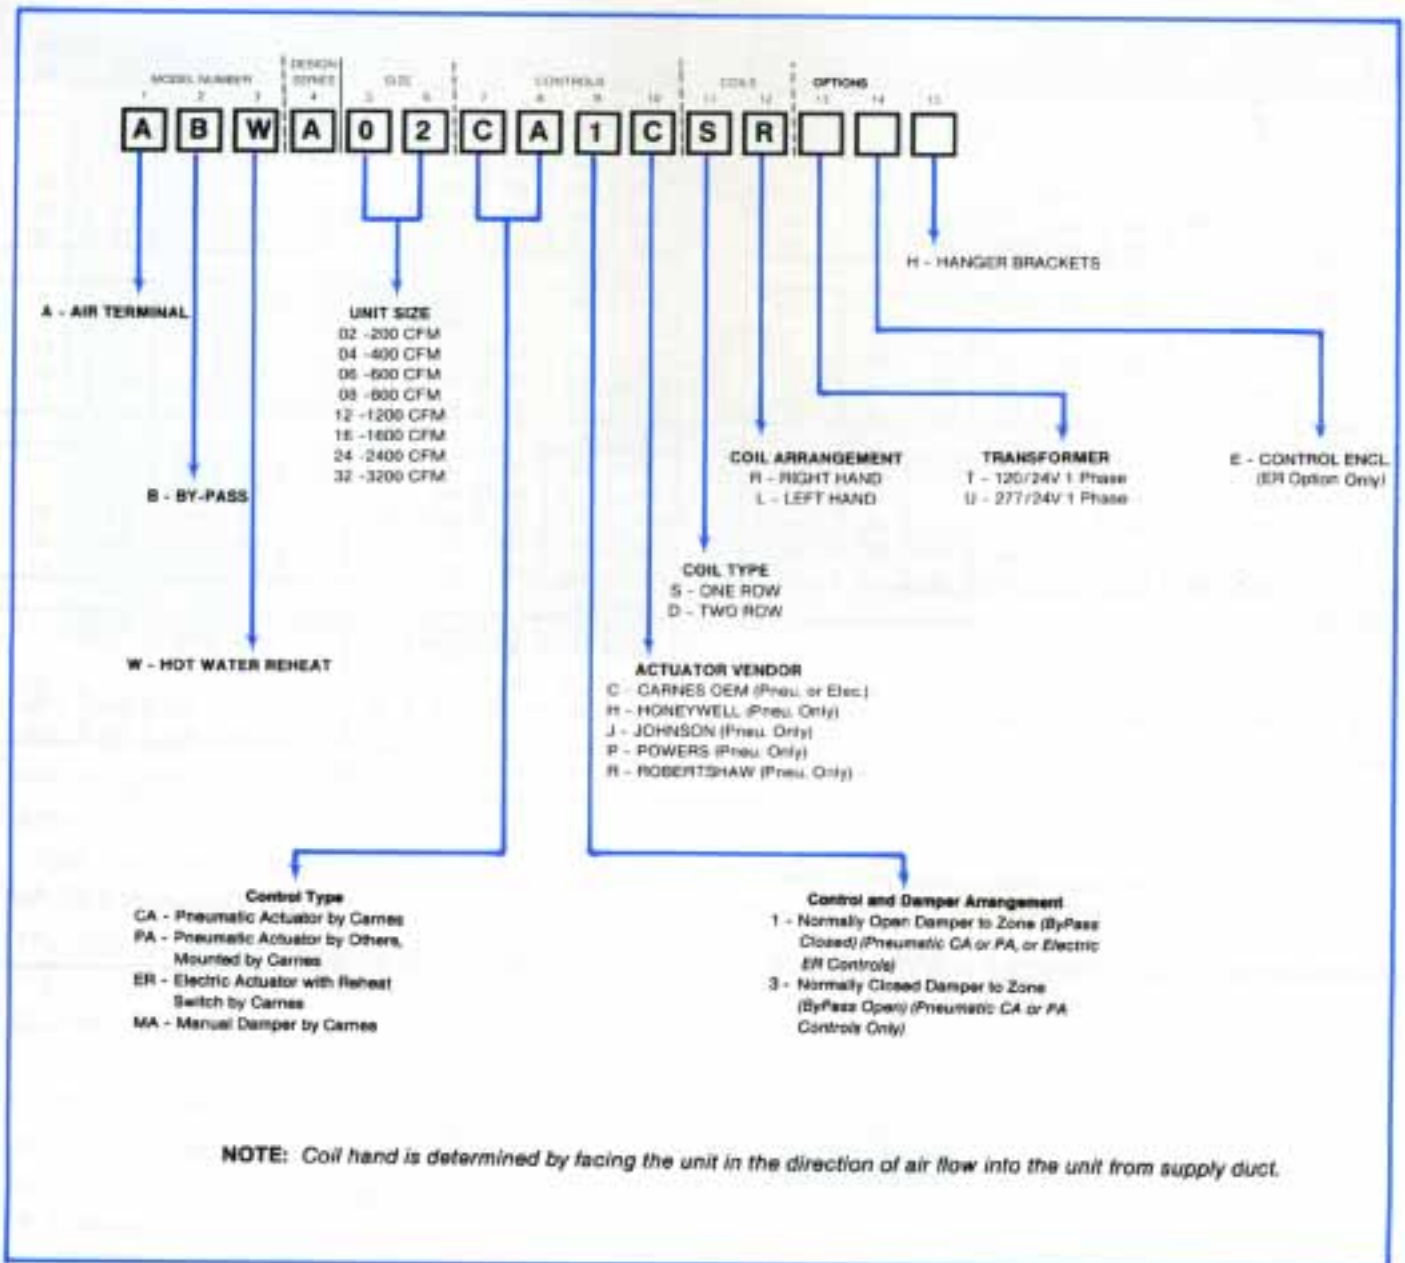 MODEL NUMBER DESIGN SERIES SIZE CONTROLS COILS OPTIONS
1 2 3 4 5 6 7 8 9 10 11 12 13 14 15
A B W A 0 2 C A 1 C S R
H - HANGER BRACKETS
A - AIR TERMINAL
UNIT SIZE
02 -200 CFM
04 -400 CFM
06 -600 CFM
08 -800 CFM
12 -1200 CFM
16 -1600 CFM
24 -2400 CFM
32 -3200 CFM
B - BY-PASS
COIL ARRANGEMENT
R - RIGHT HAND
L - LEFT HAND
TRANSFORMER
T - 120/24V 1 Phase
U - 277/24V 1 Phase
E - CONTROL ENCL.
(ER Option Only)
COIL TYPE
S - ONE ROW
D - TWO ROW
W - HOT WATER REHEAT
ACTUATOR VENDOR
C - CARNES OEM (Pneu. or Elec.)
H - HONEYWELL (Pneu. Only)
J - JOHNSON (Pneu. Only)
P - POWERS (Pneu. Only)
R - ROBERTSHAW (Pneu. Only)
Control Type
CA - Pneumatic Actuator by Carnes
PA - Pneumatic Actuator by Others,
Mounted by Carnes
ER - Electric Actuator with Reheat
Switch by Carnes
MA - Manual Damper by Carnes
Control and Damper Arrangement
1 - Normally Open Damper to Zone (ByPass
Closed) (Pneumatic CA or PA, or Electric
ER Controls)
3 - Normally Closed Damper to Zone
(ByPass Open) (Pneumatic CA or PA
Controls Only)
NOTE: Coil hand is determined by facing the unit in the direction of air flow into the unit from supply duct.